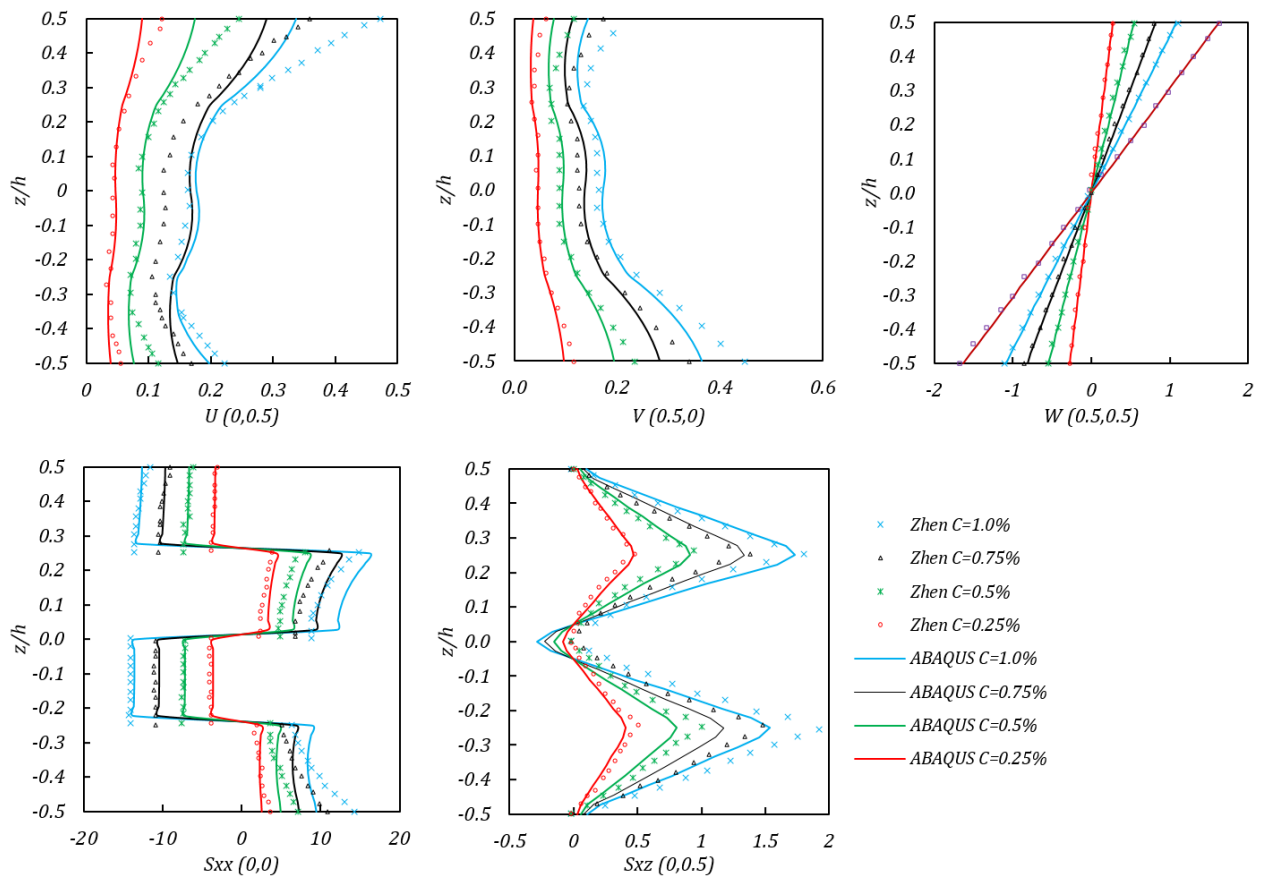 0.5
0.4
0.3
0.2
0.1
0
-0.1
-0.2
-0.3
-0.4
-0.5
z/h
0 0.1 0.2 0.3 0.4 0.5
U (0,0.5)
0.5
0.4
0.3
0.2
0.1
0.0
-0.1
-0.2
-0.3
-0.4
-0.5
z/h
0.0 0.2 0.4 0.6
V (0.5,0)
0.5
0.4
0.3
0.2
0.1
0.0
-0.1
-0.2
-0.3
-0.4
-0.5
z/h
-2 -1 0 1 2
W (0.5,0.5)
0.5
0.4
0.3
0.2
0.1
0.0
-0.1
-0.2
-0.3
-0.4
-0.5
z/h
-20 -10 0 10 20
Sxx (0,0)
0.5
0.4
0.3
0.2
0.1
0.0
-0.1
-0.2
-0.3
-0.4
-0.5
z/h
-0.5 0 0.5 1 1.5 2
Sxz (0,0.5)
Zhen C=1.0%
Zhen C=0.75%
Zhen C=0.5%
Zhen C=0.25%
ABAQUS C=1.0%
ABAQUS C=0.75%
ABAQUS C=0.5%
ABAQUS C=0.25%